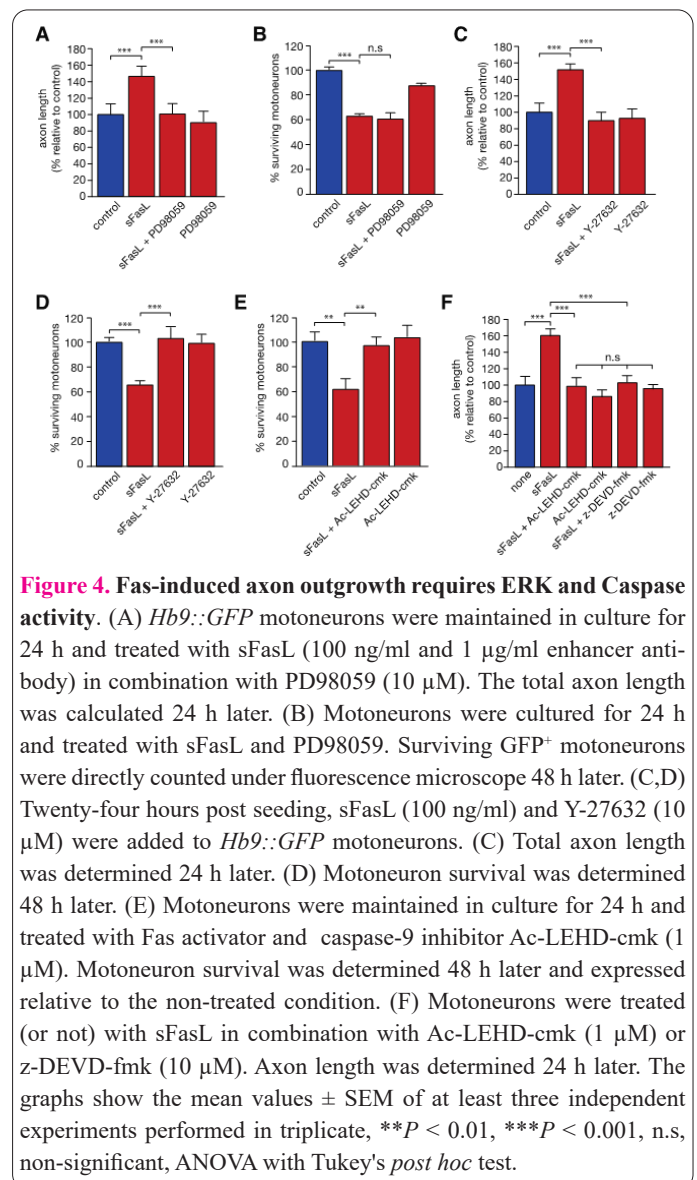 A
B
C
***
***
***
n.s
***
***
axon length
(% relative to control)
180
160
140
120
100
80
60
40
20
0
control
sFasL
sFasL + PD98059
PD98059
% surviving motoneurons
120
100
80
60
40
20
0
control
sFasL
sFasL + PD98059
PD98059
axon length
(% relative to control)
180
160
140
120
100
80
60
40
20
0
control
sFasL
sFasL + Y-27632
Y-27632
D
E
F
***
***
**
**
***
***
***
n.s
% surviving motoneurons
120
100
80
60
40
20
0
control
sFasL
sFasL + Y-27632
Y-27632
% surviving motoneurons
120
100
80
60
40
20
0
control
sFasL
sFasL + Ac-LEHD-cmk
Ac-LEHD-cmk
axon length
(% relative to control)
180
160
140
120
100
80
60
40
20
0
none
sFasL
sFasL + Ac-LEHD-cmk
Ac-LEHD-cmk
sFasL + z-DEVD-fmk
z-DEVD-fmk
Figure 4. Fas-induced axon outgrowth requires ERK and Caspase
activity. (A) Hb9::GFP motoneurons were maintained in culture for
24 h and treated with sFasL (100 ng/ml and 1 µg/ml enhancer anti-
body) in combination with PD98059 (10 µM). The total axon length
was calculated 24 h later. (B) Motoneurons were cultured for 24 h
and treated with sFasL and PD98059. Surviving GFP⁺ motoneurons
were directly counted under fluorescence microscope 48 h later. (C,D)
Twenty-four hours post seeding, sFasL (100 ng/ml) and Y-27632 (10
µM) were added to Hb9::GFP motoneurons. (C) Total axon length
was determined 24 h later. (D) Motoneuron survival was determined
48 h later. (E) Motoneurons were maintained in culture for 24 h and
treated with Fas activator and caspase-9 inhibitor Ac-LEHD-cmk (1
µM). Motoneuron survival was determined 48 h later and expressed
relative to the non-treated condition. (F) Motoneurons were treated
(or not) with sFasL in combination with Ac-LEHD-cmk (1 µM) or
z-DEVD-fmk (10 µM). Axon length was determined 24 h later. The
graphs show the mean values ± SEM of at least three independent
experiments performed in triplicate, **P < 0.01, ***P < 0.001, n.s,
non-significant, ANOVA with Tukey's post hoc test.